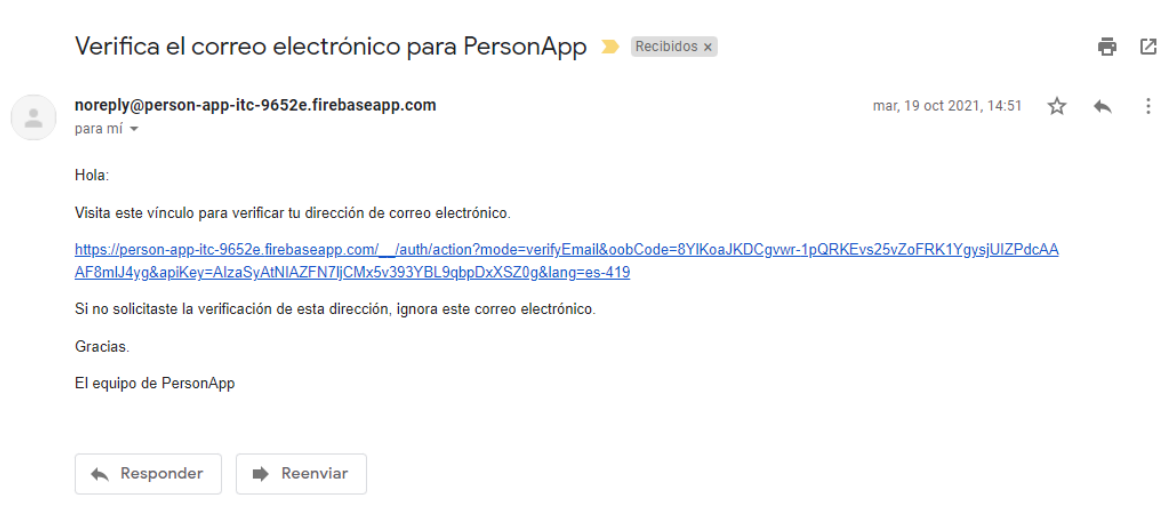 Verifica el correo electrónico para PersonApp Recibidos x
noreply@person-app-itc-9652e.firebaseapp.com mar, 19 oct 2021, 14:51
para mí
Hola:
Visita este vínculo para verificar tu dirección de correo electrónico.
https://person-app-itc-9652e.firebaseapp.com/__/auth/action?mode=verifyEmail&oobCode=8YlKoaJKDCgvwr-1pQRKEvs25vZoFRK1YgysjUIZPdcAA
AF8mlJ4yg&apiKey=AIzaSyAtNIAZFN7IjCMx5v393YBL9qbpDxXSZ0g&lang=es-419
Si no solicitaste la verificación de esta dirección, ignora este correo electrónico.
Gracias.
El equipo de PersonApp
Responder Reenviar